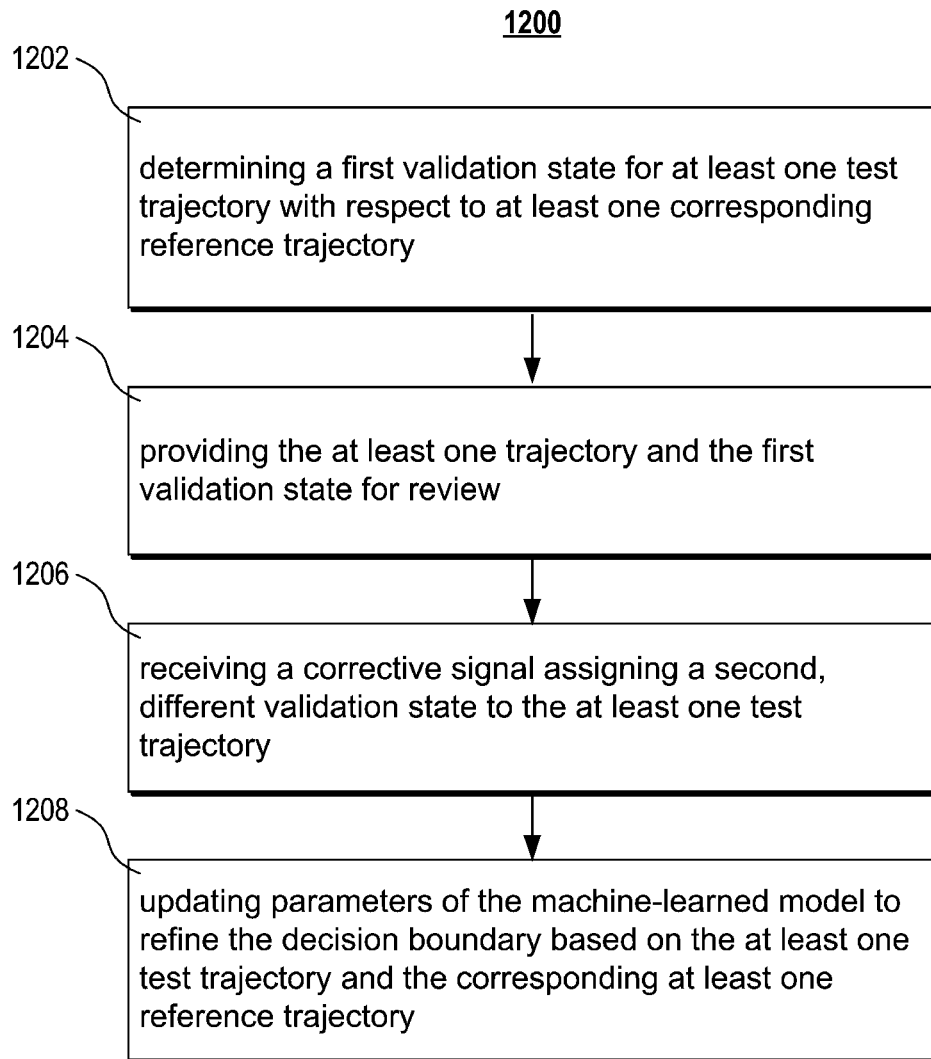 1200
1202
determining a first validation state for at least one test
trajectory with respect to at least one corresponding
reference trajectory
1204
providing the at least one trajectory and the first
validation state for review
1206
receiving a corrective signal assigning a second,
different validation state to the at least one test
trajectory
1208
updating parameters of the machine-learned model to
refine the decision boundary based on the at least one
test trajectory and the corresponding at least one
reference trajectory